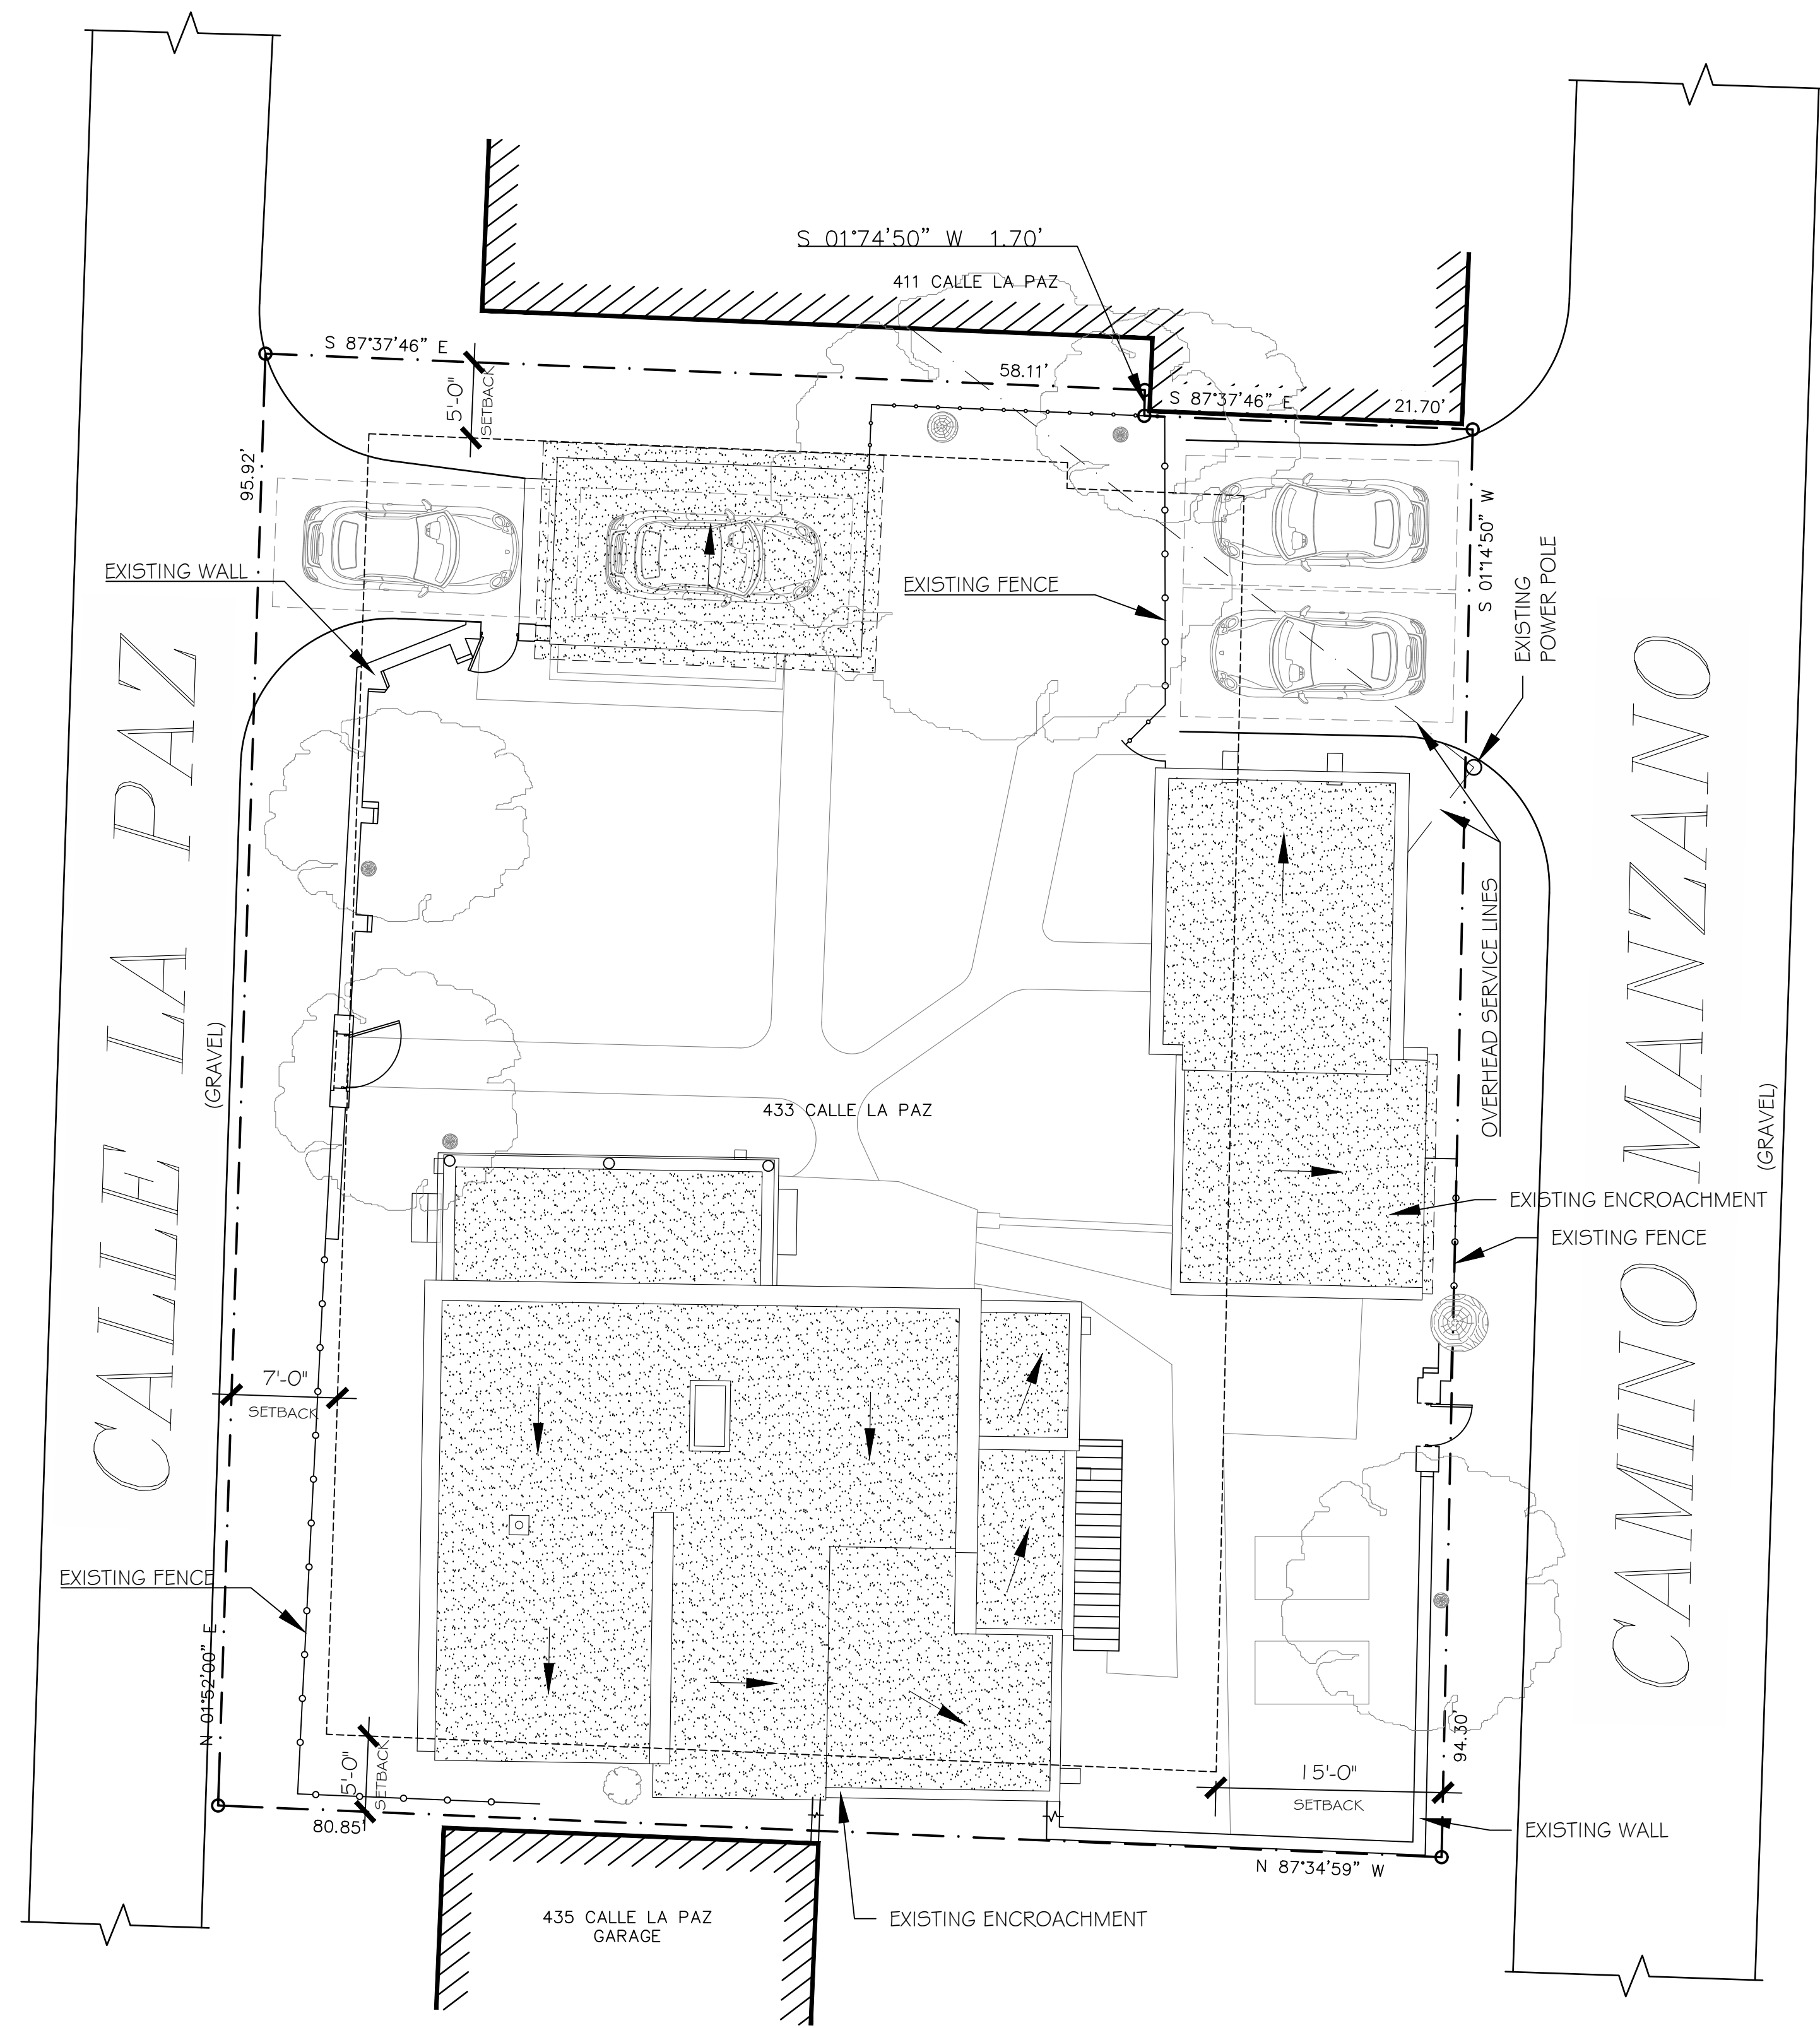 S 01°74'50" W 1.70'
411 CALLE LA PAZ
S 87°37'46" E
58.11'
5'-0"
SETBACK
S 87°37'46" E
21.70'
95.92'
S 01°14'50" W
EXISTING WALL
EXISTING FENCE
EXISTING
POWER POLE
CALLE LA PAZ
(GRAVEL)
CAMINO MANZANO
(GRAVEL)
OVERHEAD SERVICE LINES
433 CALLE LA PAZ
EXISTING ENCROACHMENT
EXISTING FENCE
7'-0"
SETBACK
EXISTING FENCE
N 01°52'00" E
94.30'
5'-0"
SETBACK
15'-0"
SETBACK
80.85'
EXISTING WALL
N 87°34'59" W
435 CALLE LA PAZ
GARAGE
EXISTING ENCROACHMENT